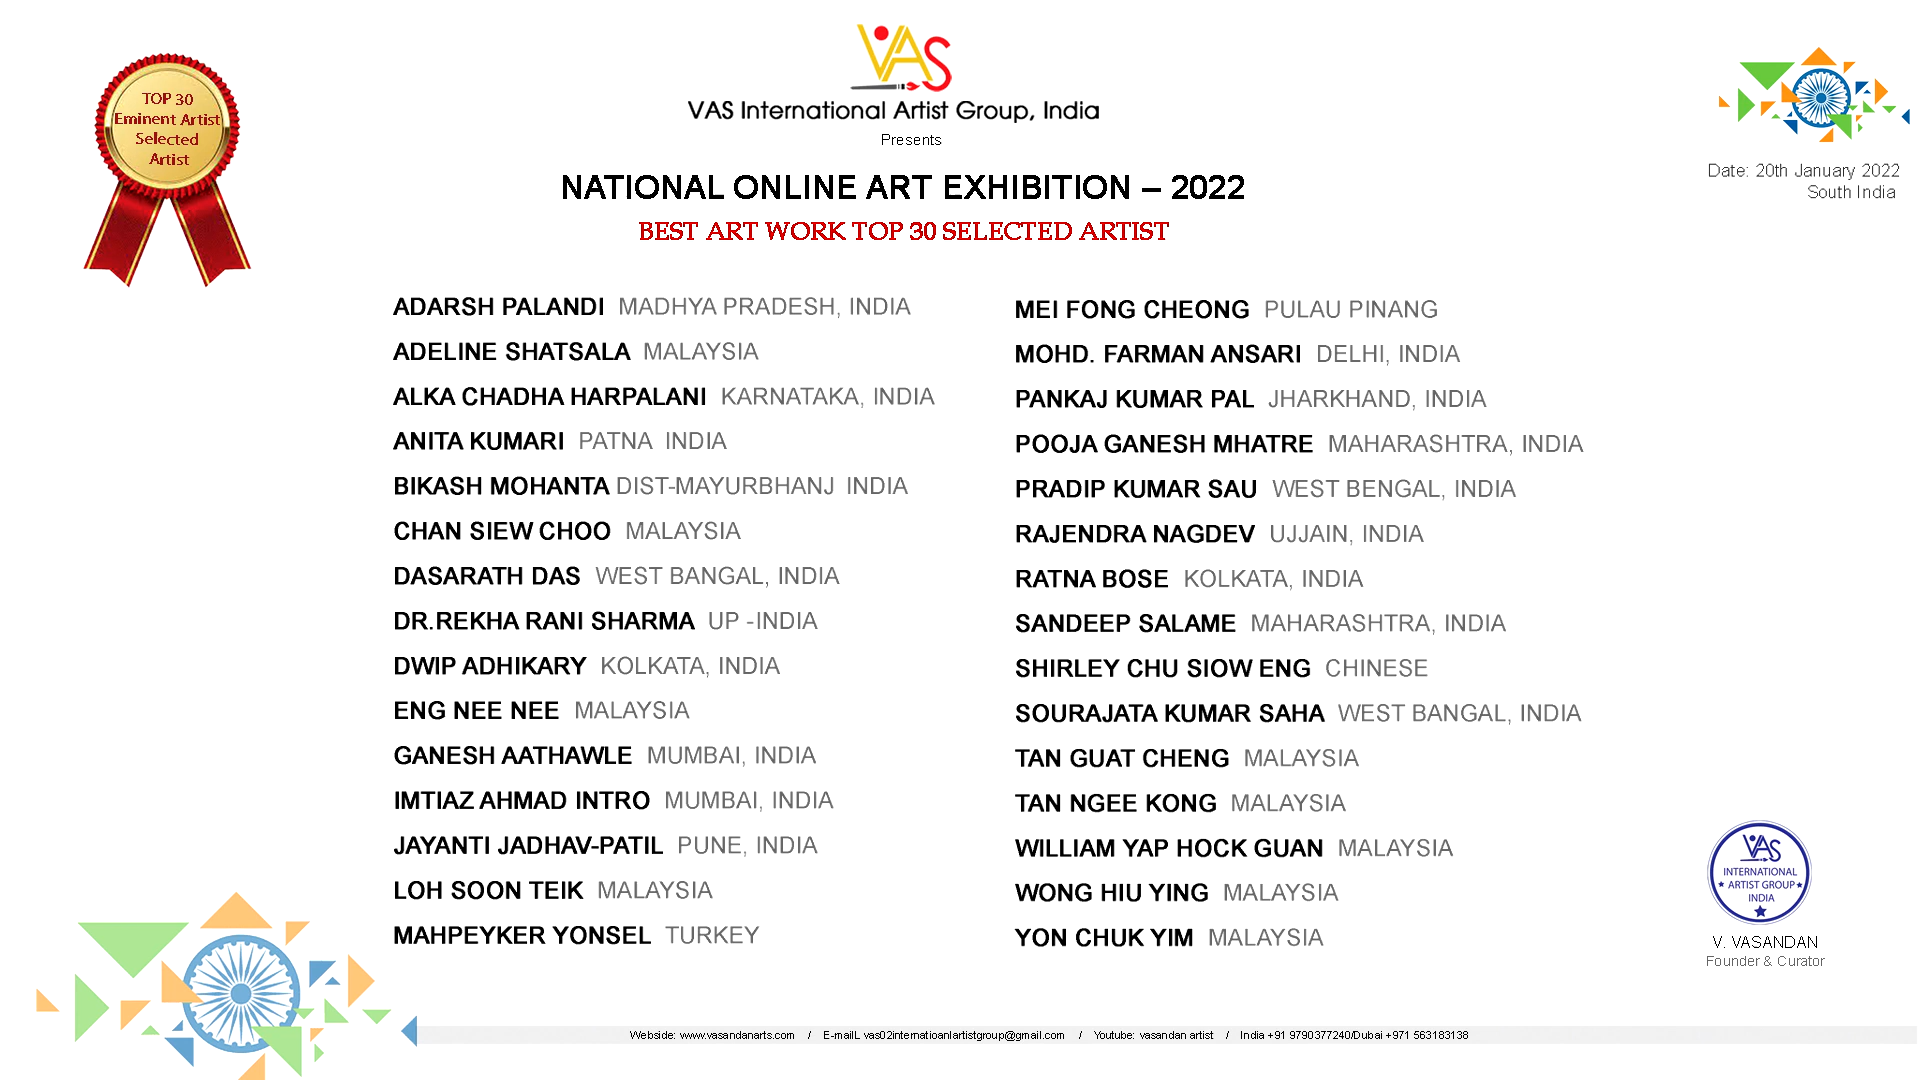 VAS
VAS International Artist Group, India
Presents
TOP 30
Eminent Artist
Selected
Artist
Date: 20th January 2022
South India
NATIONAL ONLINE ART EXHIBITION – 2022
BEST ART WORK TOP 30 SELECTED ARTIST
ADARSH PALANDI MADHYA PRADESH, INDIA
ADELINE SHATSALA MALAYSIA
ALKA CHADHA HARPALANI KARNATAKA, INDIA
ANITA KUMARI PATNA INDIA
BIKASH MOHANTA DIST-MAYURBHANJ INDIA
CHAN SIEW CHOO MALAYSIA
DASARATH DAS WEST BANGAL, INDIA
DR.REKHA RANI SHARMA UP -INDIA
DWIP ADHIKARY KOLKATA, INDIA
ENG NEE NEE MALAYSIA
GANESH AATHAWLE MUMBAI, INDIA
IMTIAZ AHMAD INTRO MUMBAI, INDIA
JAYANTI JADHAV-PATIL PUNE, INDIA
LOH SOON TEIK MALAYSIA
MAHPEYKER YONSEL TURKEY
MEI FONG CHEONG PULAU PINANG
MOHD. FARMAN ANSARI DELHI, INDIA
PANKAJ KUMAR PAL JHARKHAND, INDIA
POOJA GANESH MHATRE MAHARASHTRA, INDIA
PRADIP KUMAR SAU WEST BENGAL, INDIA
RAJENDRA NAGDEV UJJAIN, INDIA
RATNA BOSE KOLKATA, INDIA
SANDEEP SALAME MAHARASHTRA, INDIA
SHIRLEY CHU SIOW ENG CHINESE
SOURAJATA KUMAR SAHA WEST BANGAL, INDIA
TAN GUAT CHENG MALAYSIA
TAN NGEE KONG MALAYSIA
WILLIAM YAP HOCK GUAN MALAYSIA
WONG HIU YING MALAYSIA
YON CHUK YIM MALAYSIA
VAS
INTERNATIONAL
ARTIST GROUP
INDIA
V. VASANDAN
Founder & Curator
Webside: www.vasandanarts.com / E-mailL vas02internatioanlartistgroup@gmail.com / Youtube: vasandan artist / India +91 9790377240/Dubai +971 563183138